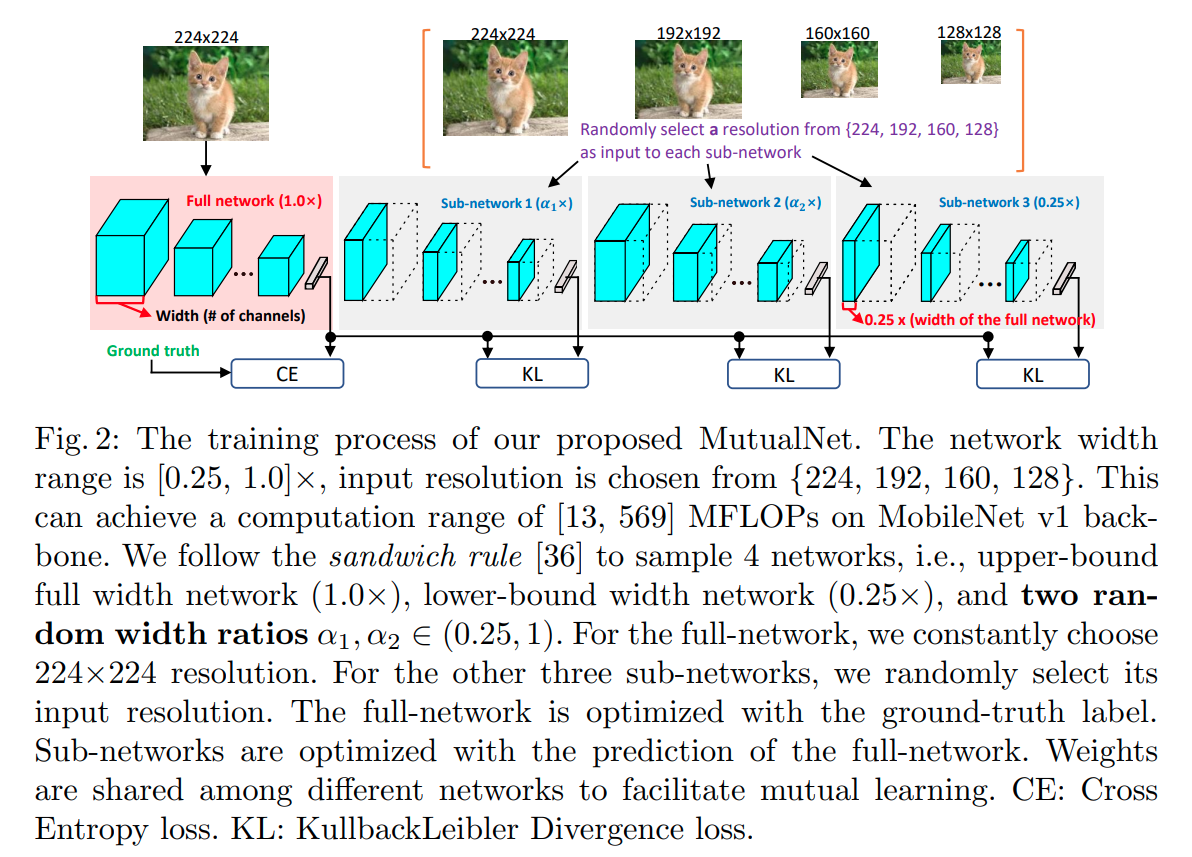 224x224
224x224
192x192
160x160
128x128
Randomly select a resolution from {224, 192, 160, 128}
as input to each sub-network
Full network (1.0×)
Sub-network 1 (α₁×)
Sub-network 2 (α₂×)
Sub-network 3 (0.25×)
...
...
...
...
Width (# of channels)
0.25 x (width of the full network)
Ground truth
CE
KL
KL
KL
Fig. 2: The training process of our proposed MutualNet. The network width
range is [0.25, 1.0]×, input resolution is chosen from {224, 192, 160, 128}. This
can achieve a computation range of [13, 569] MFLOPs on MobileNet v1 back-
bone. We follow the sandwich rule [36] to sample 4 networks, i.e., upper-bound
full width network (1.0×), lower-bound width network (0.25×), and two ran-
dom width ratios α₁, α₂ ∈ (0.25, 1). For the full-network, we constantly choose
224×224 resolution. For the other three sub-networks, we randomly select its
input resolution. The full-network is optimized with the ground-truth label.
Sub-networks are optimized with the prediction of the full-network. Weights
are shared among different networks to facilitate mutual learning. CE: Cross
Entropy loss. KL: KullbackLeibler Divergence loss.